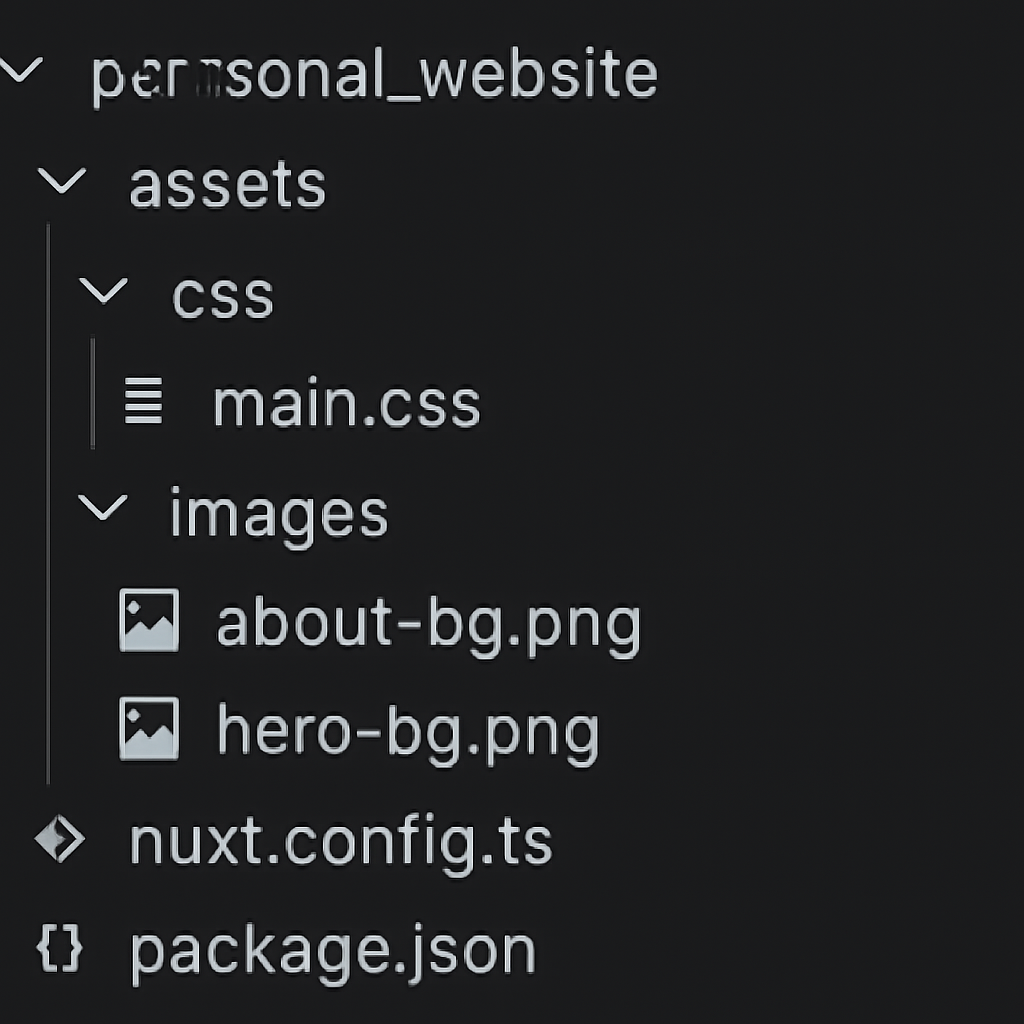 assets
css
main.css
images
about-bg.png
hero-bg.png
nuxt.config.ts
package.json